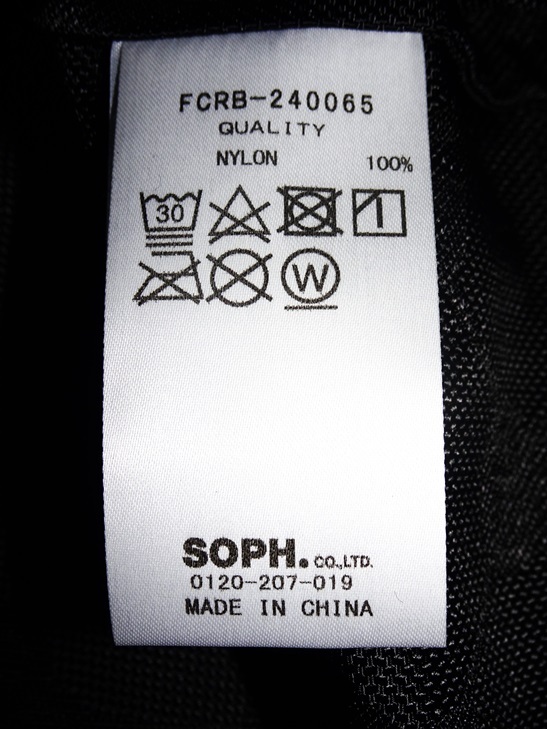 FCRB-240065
QUALITY
NYLON 100%
30
W
SOPH. CO.,LTD.
0120-207-019
MADE IN CHINA